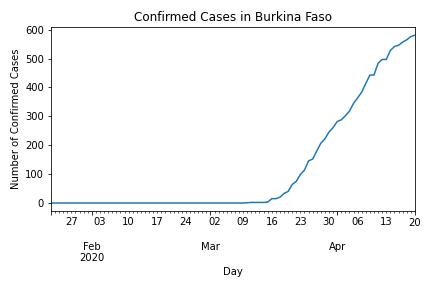 Confirmed Cases in Burkina Faso
Number of Confirmed Cases
600
500
400
300
200
100
0
27 03 10 17 24 02 09 16 23 30 06 13 20
Feb Mar Apr
2020
Day